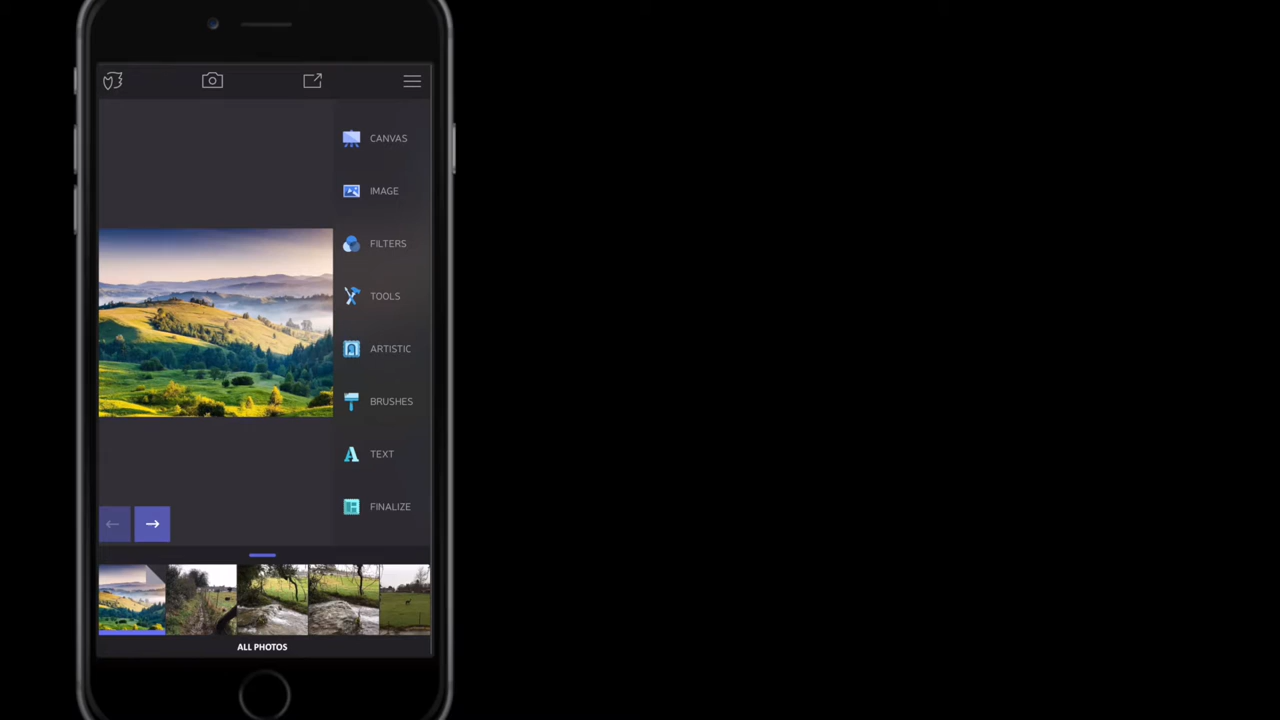 CANVAS
IMAGE
FILTERS
TOOLS
ARTISTIC
BRUSHES
TEXT
FINALIZE
ALL PHOTOS